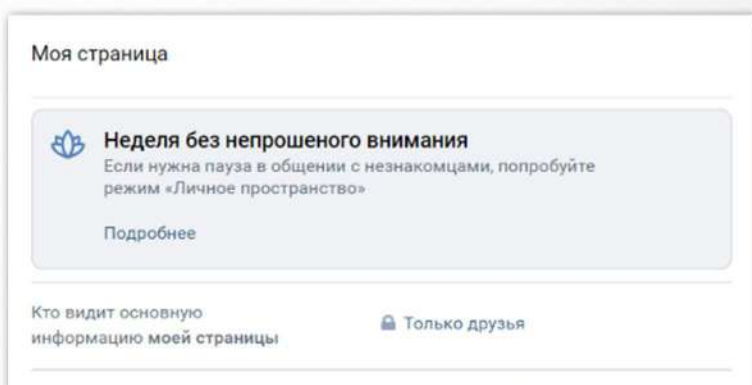 Моя страница
Неделя без непрошеного внимания
Если нужна пауза в общении с незнакомцами, попробуйте
режим «Личное пространство»
Подробнее
Кто видит основную
информацию моей страницы
Только друзья